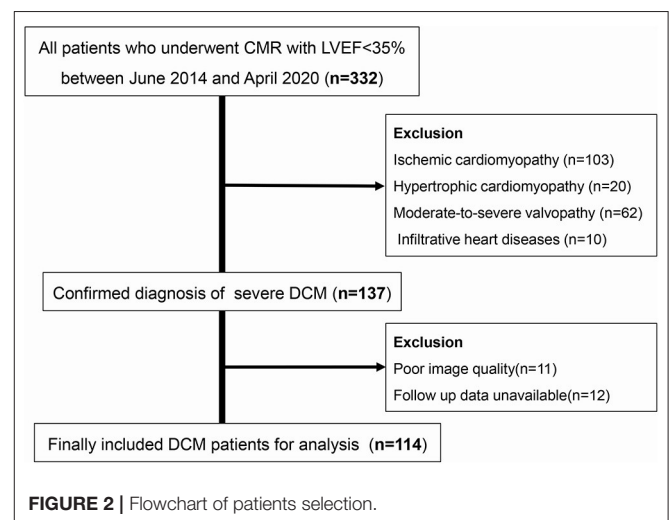 All patients who underwent CMR with LVEF<35%
between June 2014 and April 2020 (n=332)
Exclusion
Ischemic cardiomyopathy (n=103)
Hypertrophic cardiomyopathy (n=20)
Moderate-to-severe valvopathy (n=62)
Infiltrative heart diseases (n=10)
Confirmed diagnosis of severe DCM (n=137)
Exclusion
Poor image quality(n=11)
Follow up data unavailable(n=12)
Finally included DCM patients for analysis (n=114)
FIGURE 2 | Flowchart of patients selection.